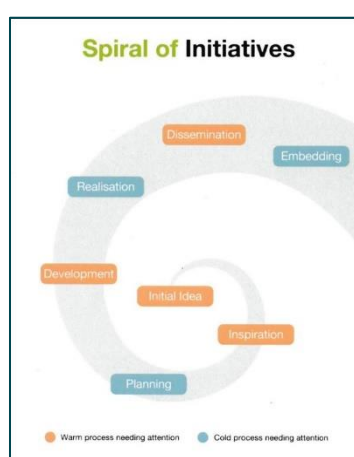 Spiral of Initiatives
Dissemination
Embedding
Realisation
Development
Initial Idea
Inspiration
Planning
Warm process needing attention
Cold process needing attention